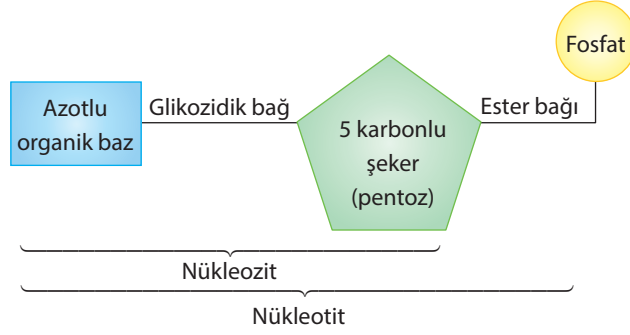 Fosfat
Azotlu
organik baz
Glikozidik bağ
5 karbonlu
şeker
(pentoz)
Ester bağı
Nükleozit
Nükleotit